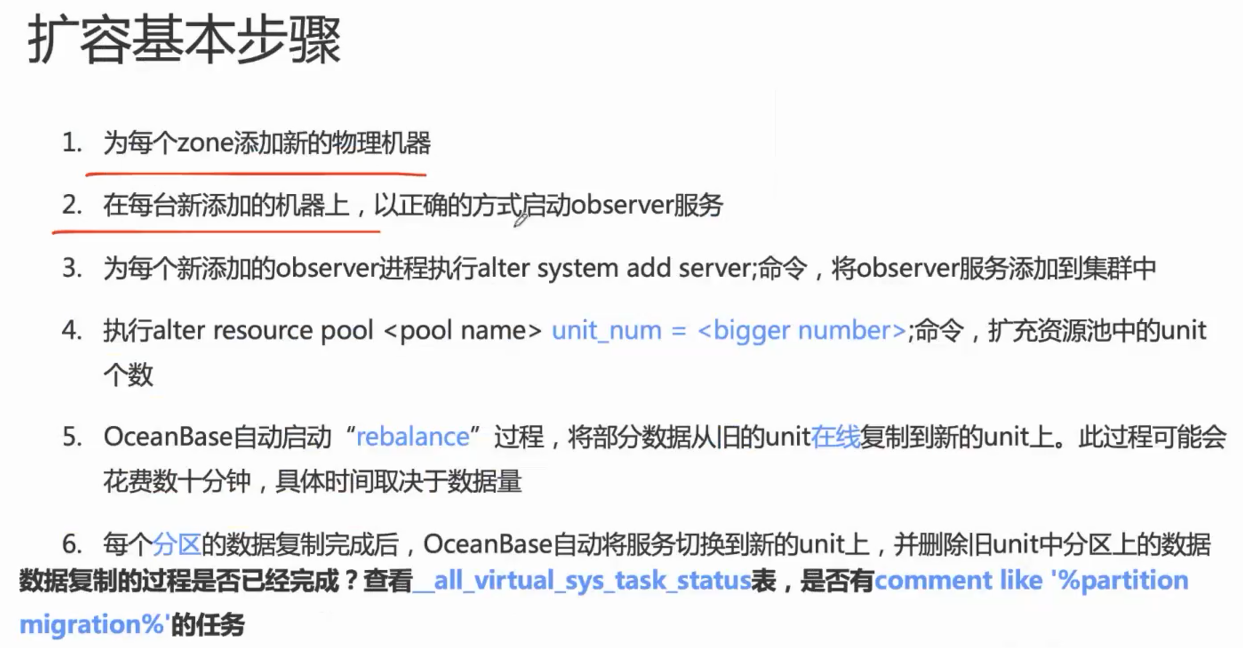 扩容基本步骤
1. 为每个zone添加新的物理机器
2. 在每台新添加的机器上，以正确的方式启动observer服务
3. 为每个新添加的observer进程执行alter system add server;命令，将observer服务添加到集群中
4. 执行alter resource pool <pool name> unit_num = <bigger number>;命令，扩充资源池中的unit
个数
5. OceanBase自动启动“rebalance”过程，将部分数据从旧的unit在线复制到新的unit上。此过程可能会
花费数十分钟，具体时间取决于数据量
6. 每个分区的数据复制完成后，OceanBase自动将服务切换到新的unit上，并删除旧unit中分区上的数据
数据复制的过程是否已经完成？查看__all_virtual_sys_task_status表，是否有comment like '%partition
migration%'的任务